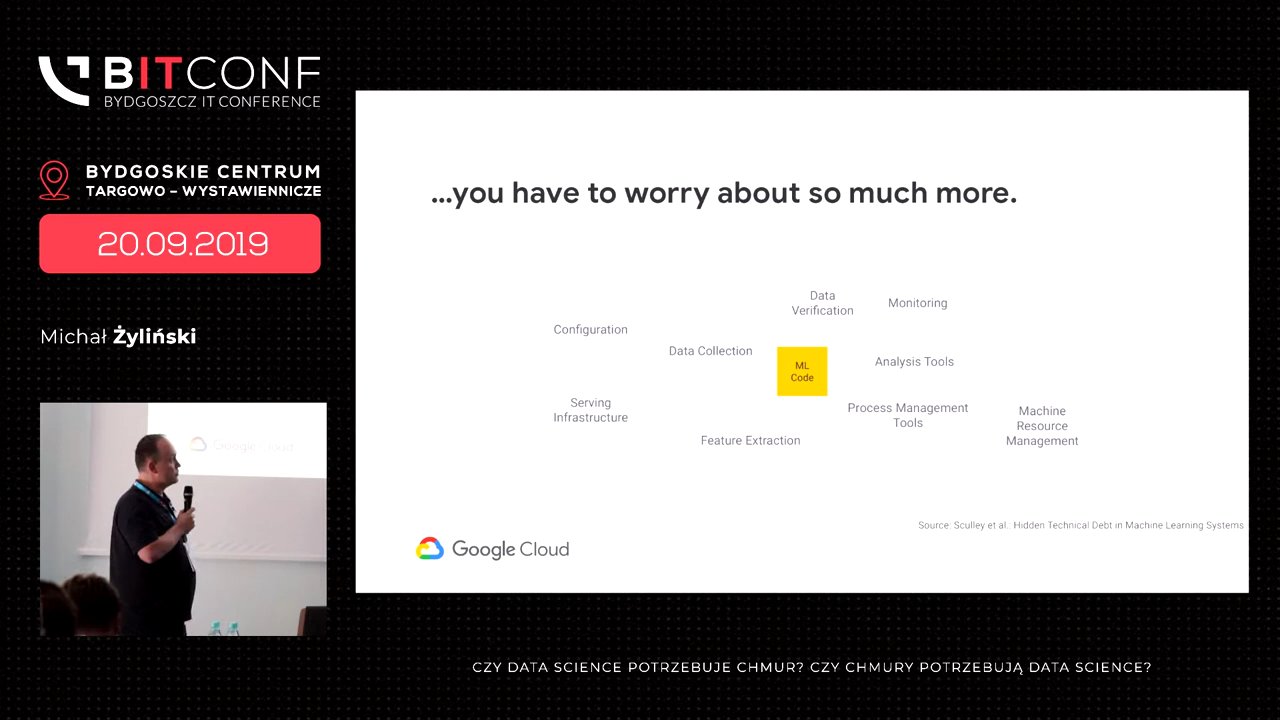 BITCONF
BYDGOSZCZ IT CONFERENCE
BYDGOSKIE CENTRUM
TARGOWO – WYSTAWIENNICZE
20.09.2019
Michał Żyliński
Google Cloud
...you have to worry about so much more.
Data
Verification
Monitoring
Configuration
Data Collection
ML
Code
Analysis Tools
Serving
Infrastructure
Process Management
Tools
Machine
Resource
Management
Feature Extraction
Source: Sculley et al.: Hidden Technical Debt in Machine Learning Systems
Google Cloud
CZY DATA SCIENCE POTRZEBUJE CHMUR? CZY CHMURY POTRZEBUJĄ DATA SCIENCE?